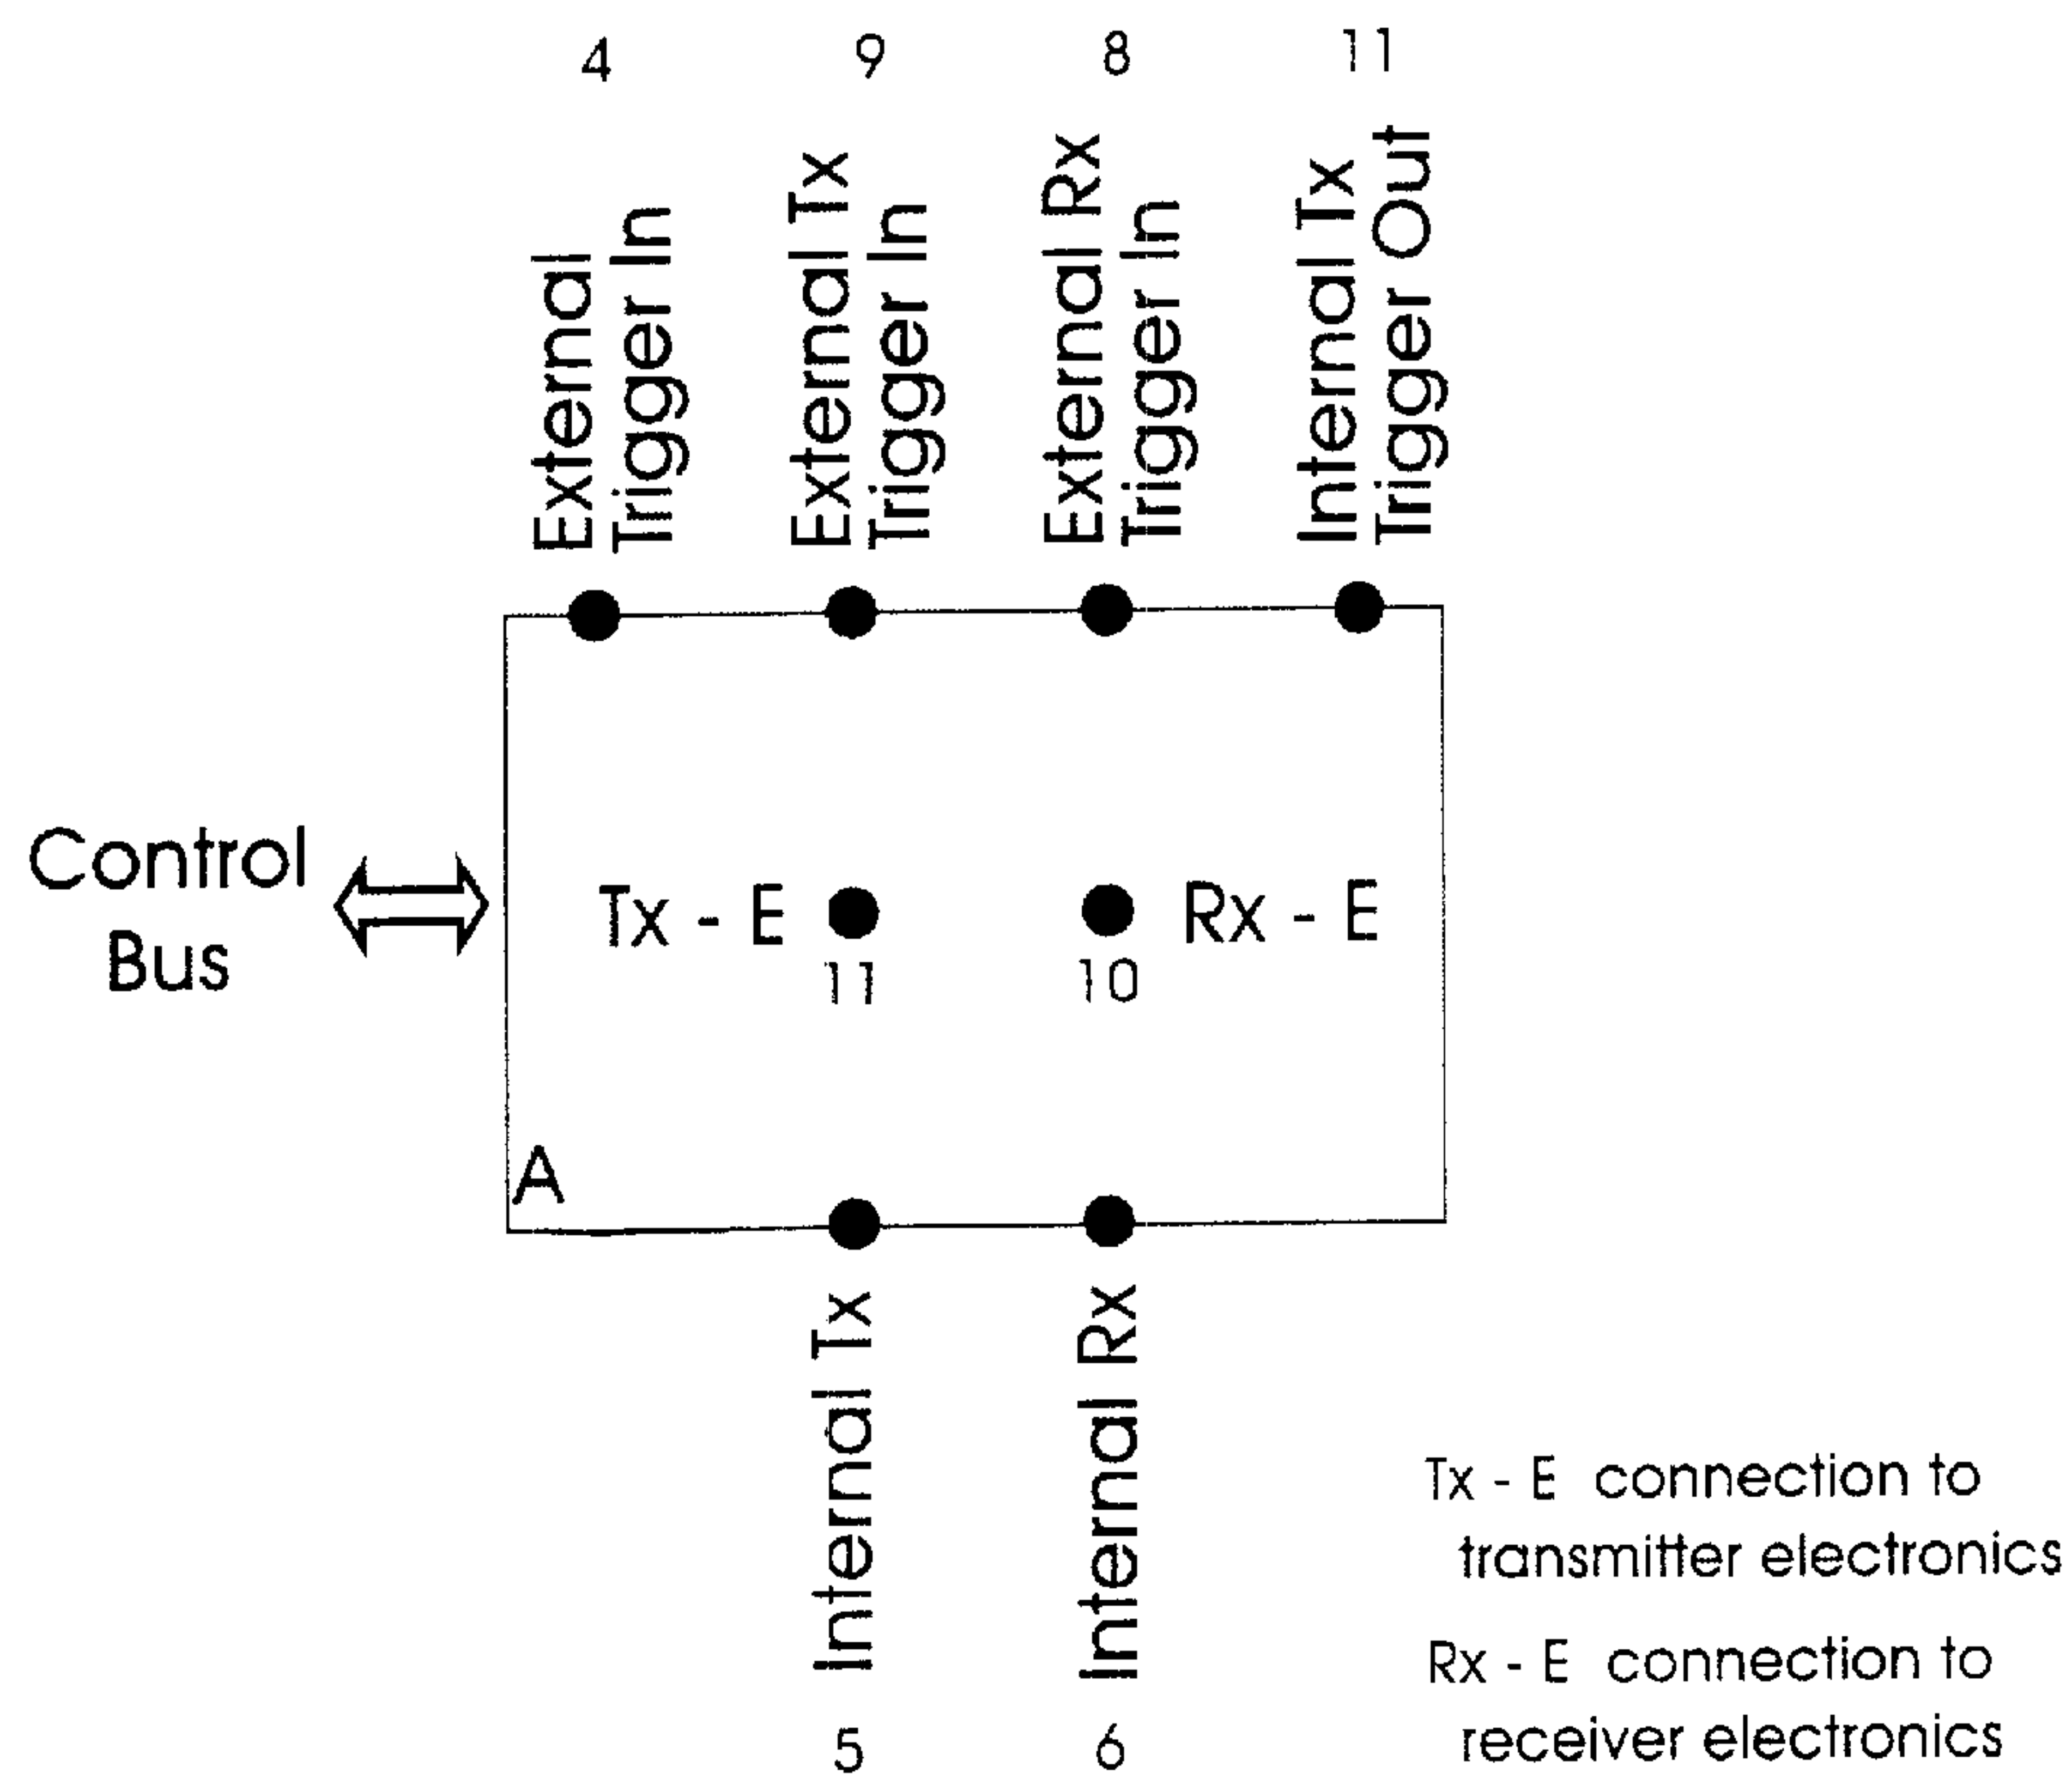 4
9
8
11
External
Trigger In
External Tx
Trigger In
External Rx
Trigger In
Internal Tx
Trigger Out
Control
Bus
Tx - E
11
10
Rx - E
A
Internal Tx
Internal Rx
5
6
Tx - E connection to
transmitter electronics
Rx - E connection to
receiver electronics